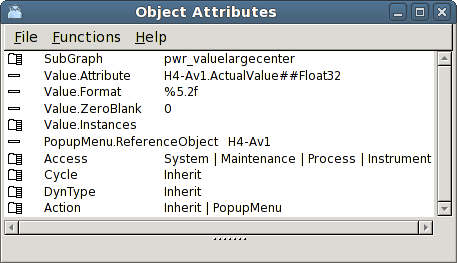 Object Attributes
File Functions Help
SubGraph pwr_valuelargecenter
Value.Attribute H4-Av1.ActualValue##Float32
Value.Format %5.2f
Value.ZeroBlank 0
Value.Instances
PopupMenu.ReferenceObject H4-Av1
Access System | Maintenance | Process | Instrument
Cycle Inherit
DynType Inherit
Action Inherit | PopupMenu